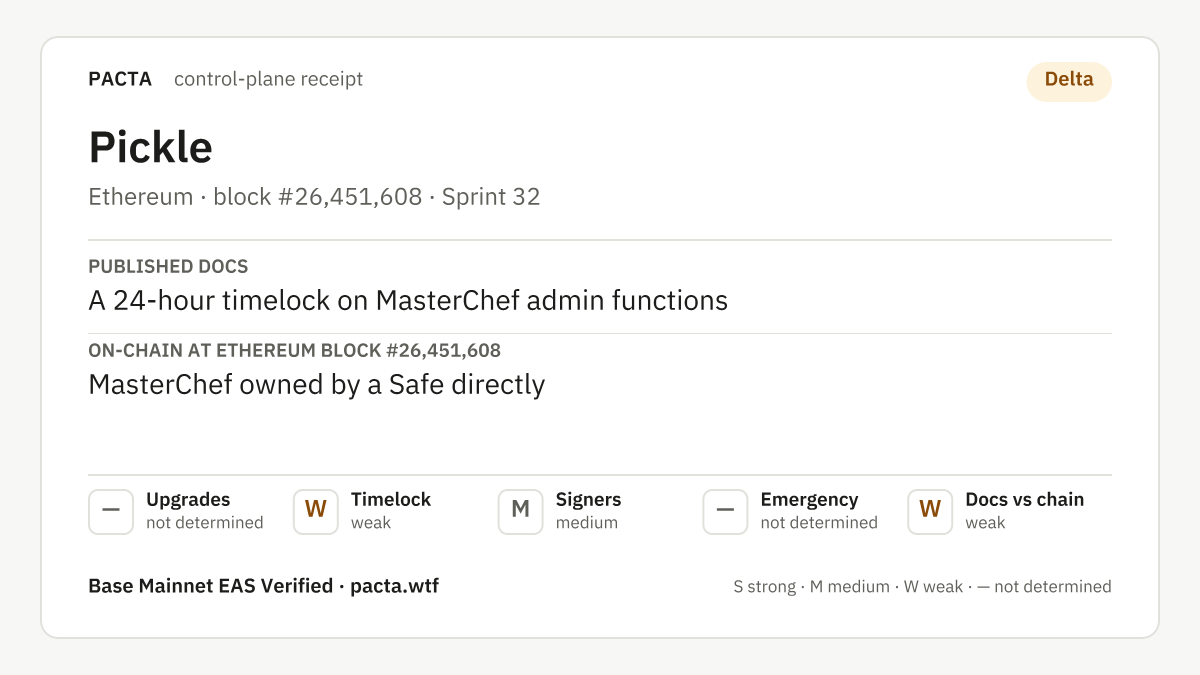 PACTA control-plane receipt
Delta
Pickle
Ethereum · block #26,451,608 · Sprint 32
PUBLISHED DOCS
A 24-hour timelock on MasterChef admin functions
ON-CHAIN AT ETHEREUM BLOCK #26,451,608
MasterChef owned by a Safe directly
— Upgrades
not determined
W Timelock
weak
M Signers
medium
— Emergency
not determined
W Docs vs chain
weak
Base Mainnet EAS Verified · pacta.wtf
S strong · M medium · W weak · — not determined